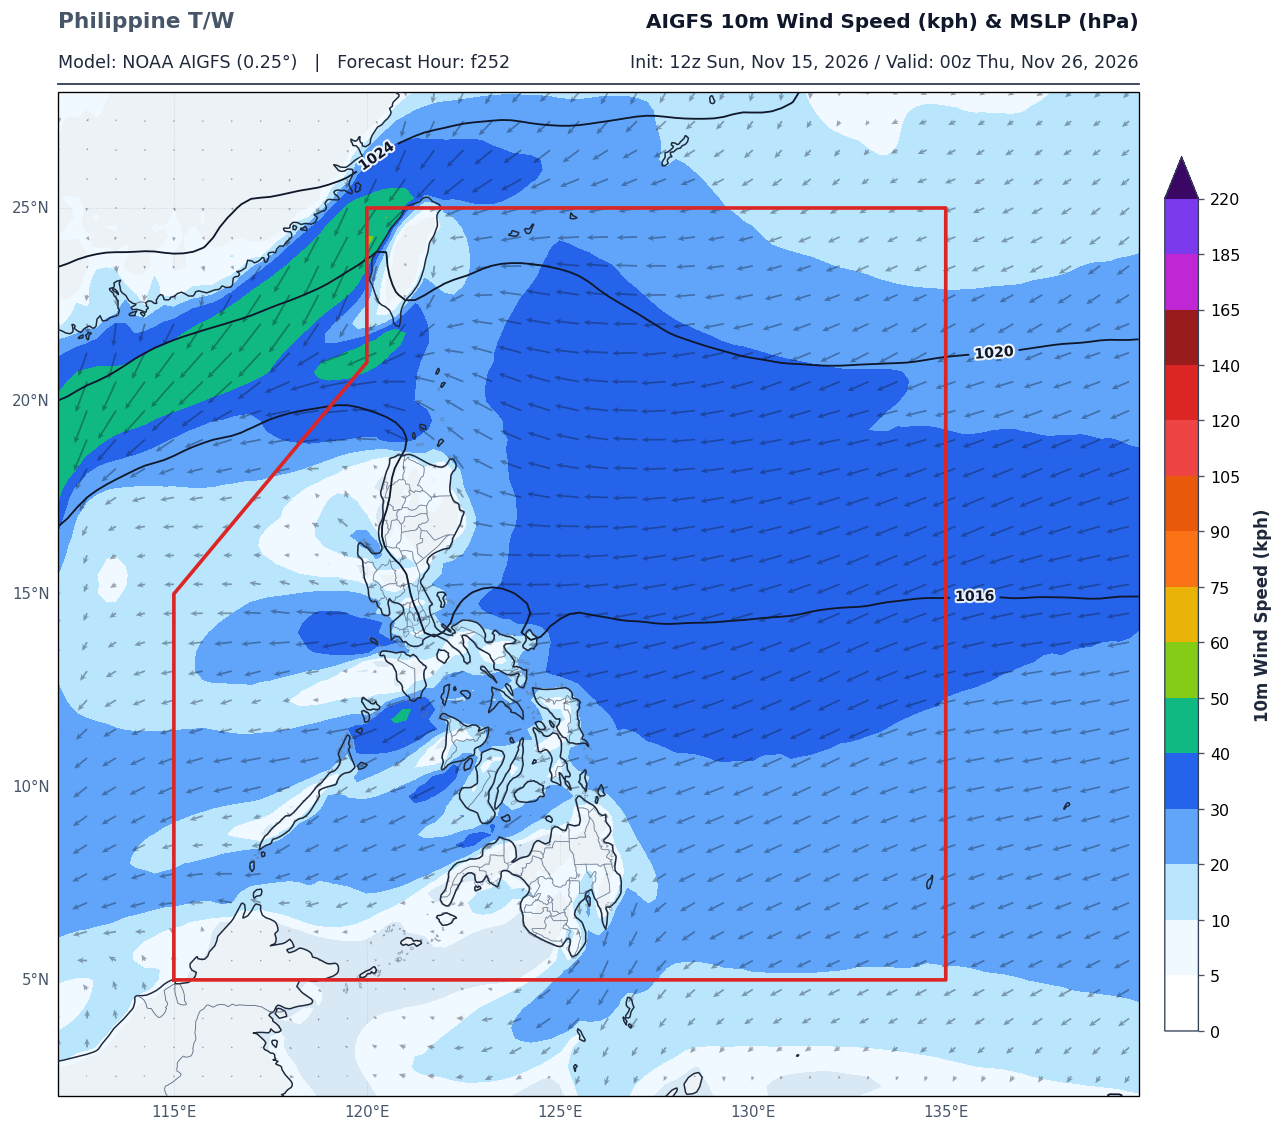 Philippine T/W
AIGFS 10m Wind Speed (kph) & MSLP (hPa)
Model: NOAA AIGFS (0.25°) | Forecast Hour: f252
Init: 12z Sun, Nov 15, 2026 / Valid: 00z Thu, Nov 26, 2026
1024
1020
1016
25°N
20°N
15°N
10°N
5°N
115°E
120°E
125°E
130°E
135°E
220
185
165
140
120
105
90
75
60
50
40
30
20
10
5
0
10m Wind Speed (kph)